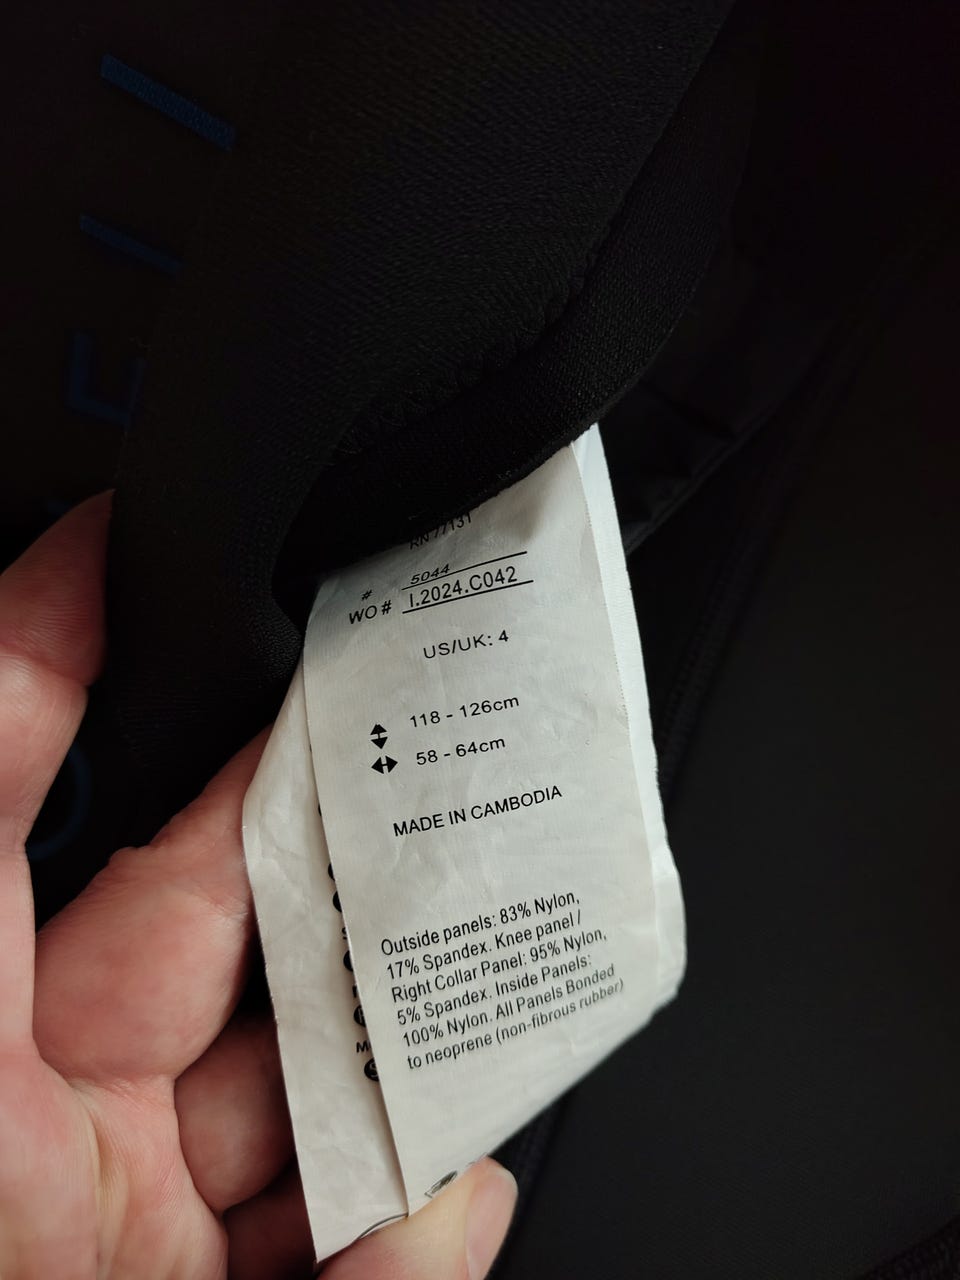 RN 77131
# 5044
WO# I.2024.C042
US/UK: 4
118 - 126cm
58 - 64cm
MADE IN CAMBODIA
Outside panels: 83% Nylon,
17% Spandex. Knee panel /
Right Collar Panel: 95% Nylon,
5% Spandex. Inside Panels:
100% Nylon. All Panels Bonded
to neoprene (non-fibrous rubber)